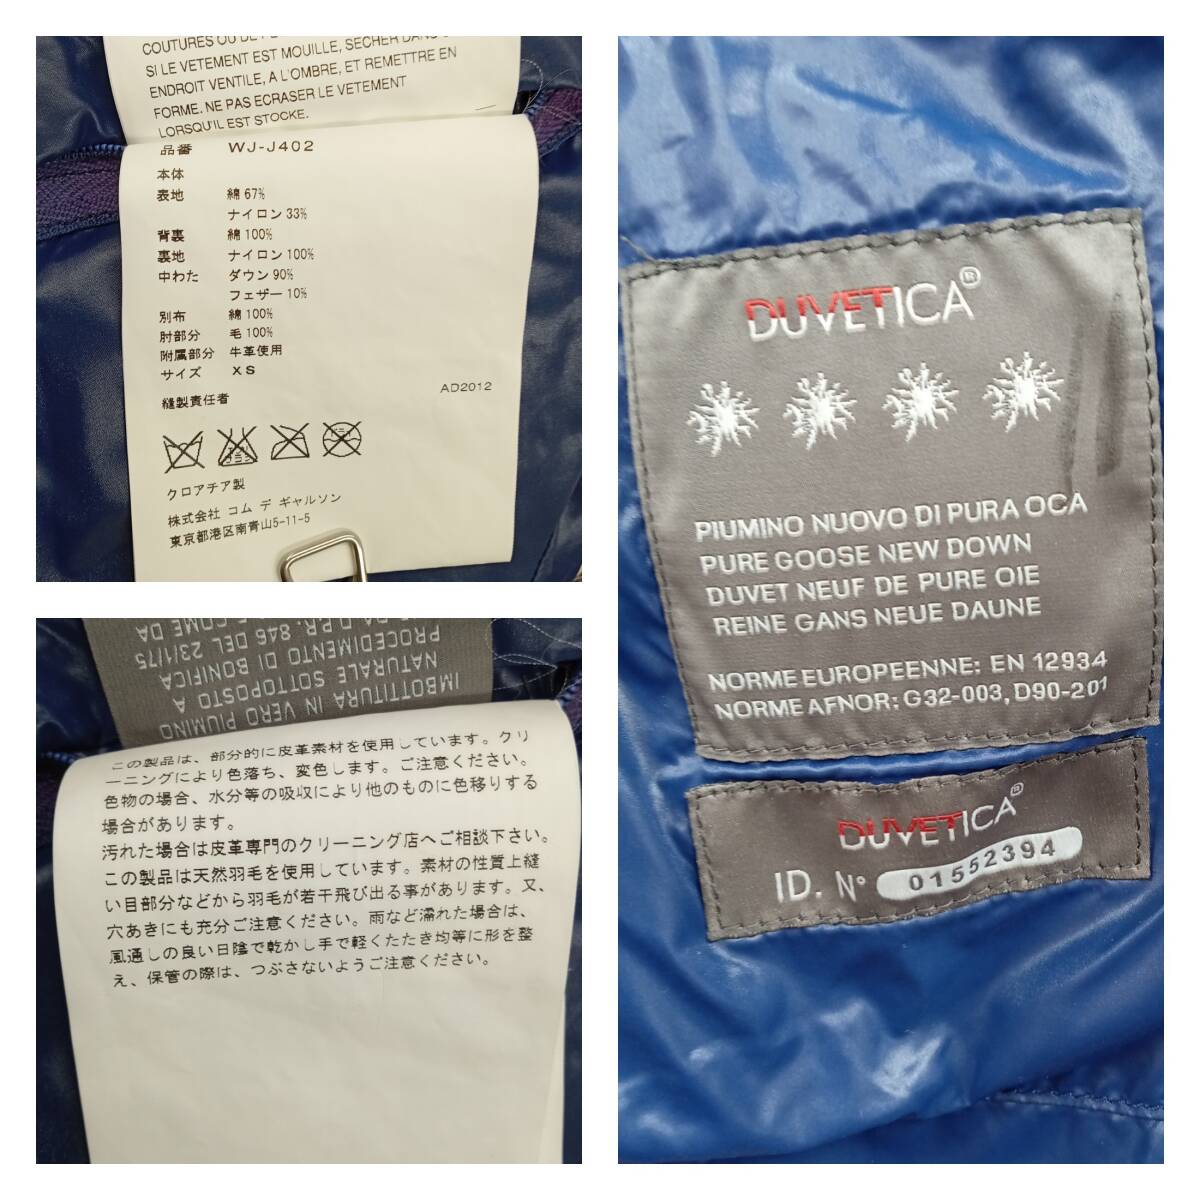 SI LE VETEMENT EST MOUILLE, SECHER DANS
ENDROIT VENTILE, A L'OMBRE, ET REMETTRE EN
FORME. NE PAS ECRASER LE VETEMENT
LORSQU'IL EST STOCKE.
品番 WJ-J402
本体
表地 綿 67%
ナイロン 33%
背裏 綿 100%
裏地 ナイロン 100%
中わた ダウン 90%
フェザー 10%
別布 綿 100%
肘部分 毛 100%
附属部分 牛革使用
サイズ XS
AD2012
縫製責任者
クロアチア製
株式会社 コム デ ギャルソン
東京都港区南青山5-11-5
IMBOTTITURA IN VERO PIUMINO
NATURALE SOTTOPOSTO A
PROCEDIMENTO DI BONIFICA
DA D.P.R. 846 DEL 23/1/75
E COME DA
この製品は、部分的に皮革素材を使用しています。クリ
ーニングにより色落ち、変色します。ご注意ください。
色物の場合、水分等の吸収により他のものに色移りする
場合があります。
汚れた場合は皮革専門のクリーニング店へご相談下さい。
この製品は天然羽毛を使用しています。素材の性質上縫
い目部分などから羽毛が若干飛び出る事があります。又、
穴あきにも充分ご注意ください。雨など濡れた場合は、
風通しの良い日陰で乾かし手で軽くたたき均等に形を整
え、保管の際は、つぶさないようご注意ください。
DUVETICA®
PIUMINO NUOVO DI PURA OCA
PURE GOOSE NEW DOWN
DUVET NEUF DE PURE OIE
REINE GANS NEUE DAUNE
NORME EUROPEENNE: EN 12934
NORME AFNOR: G32-003, D90-201
DUVETICA®
ID. N° 01552394